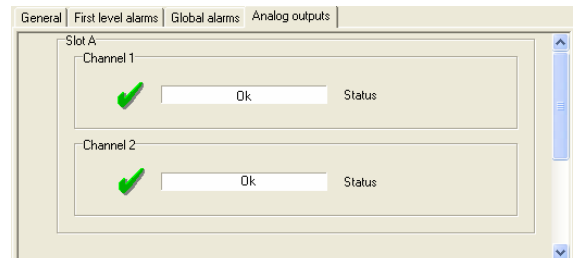 General First level alarms Global alarms Analog outputs
Slot A
Channel 1
Ok Status
Channel 2
Ok Status